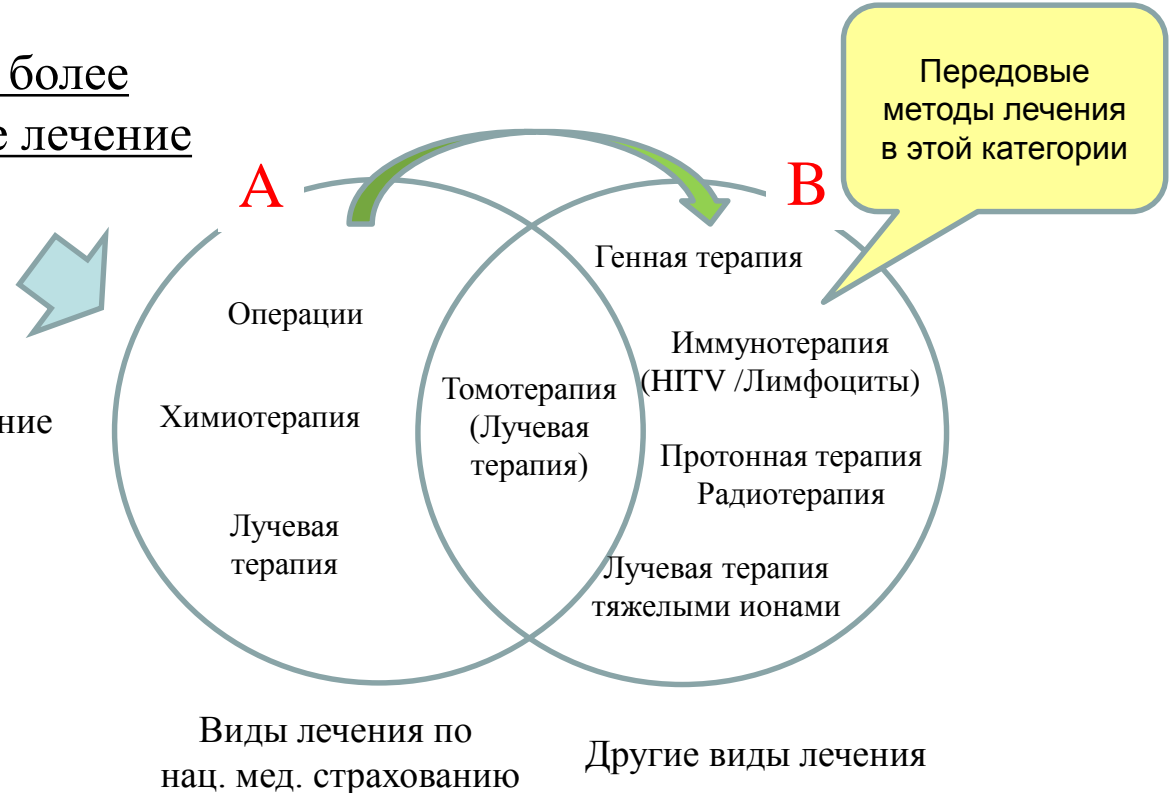 более
е лечение
Передовые
методы лечения
в этой категории
A
B
Генная терапия
Операции
Иммунотерапия
(HITV /Лимфоциты)
Томотерапия
(Лучевая
терапия)
ние
Химиотерапия
Протонная терапия
Радиотерапия
Лучевая
терапия
Лучевая терапия
тяжелыми ионами
Виды лечения по
нац. мед. страхованию
Другие виды лечения